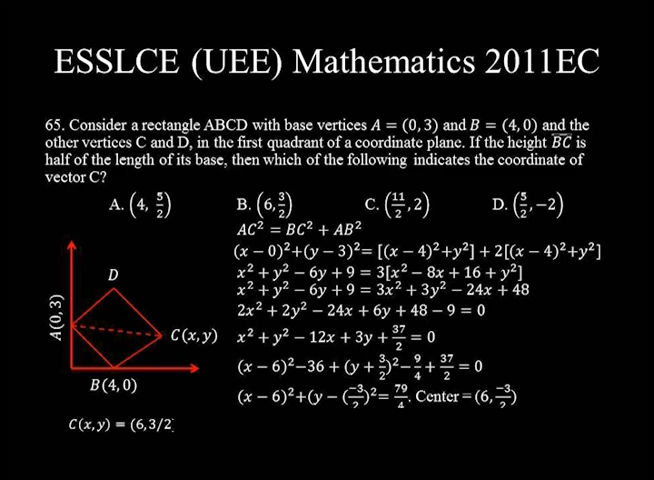 ESSLCE (UEE) Mathematics 2011EC
65. Consider a rectangle ABCD with base vertices A = (0, 3) and B = (4, 0) and the
other vertices C and D, in the first quadrant of a coordinate plane. If the height B̅C̅ is
half of the length of its base, then which of the following indicates the coordinate of
vector C?
A. (4, 5/2) B. (6, 3/2) C. (11/2, 2) D. (5/2, −2)
AC² = BC² + AB²
(x − 0)²+(y − 3)²= [(x − 4)²+y²] + 2[(x − 4)²+y²]
x² + y² − 6y + 9 = 3[x² − 8x + 16 + y²]
x² + y² − 6y + 9 = 3x² + 3y² − 24x + 48
2x² + 2y² − 24x + 6y + 48 − 9 = 0
x² + y² − 12x + 3y + 37/2 = 0
(x − 6)²−36 + (y + 3/2)²− 9/4 + 37/2 = 0
(x − 6)²+(y − (−3/2)²= 79/4. Center = (6, −3/2)
D
A(0,3)
C(x, y)
B(4, 0)
C(x, y) = (6, 3/2)